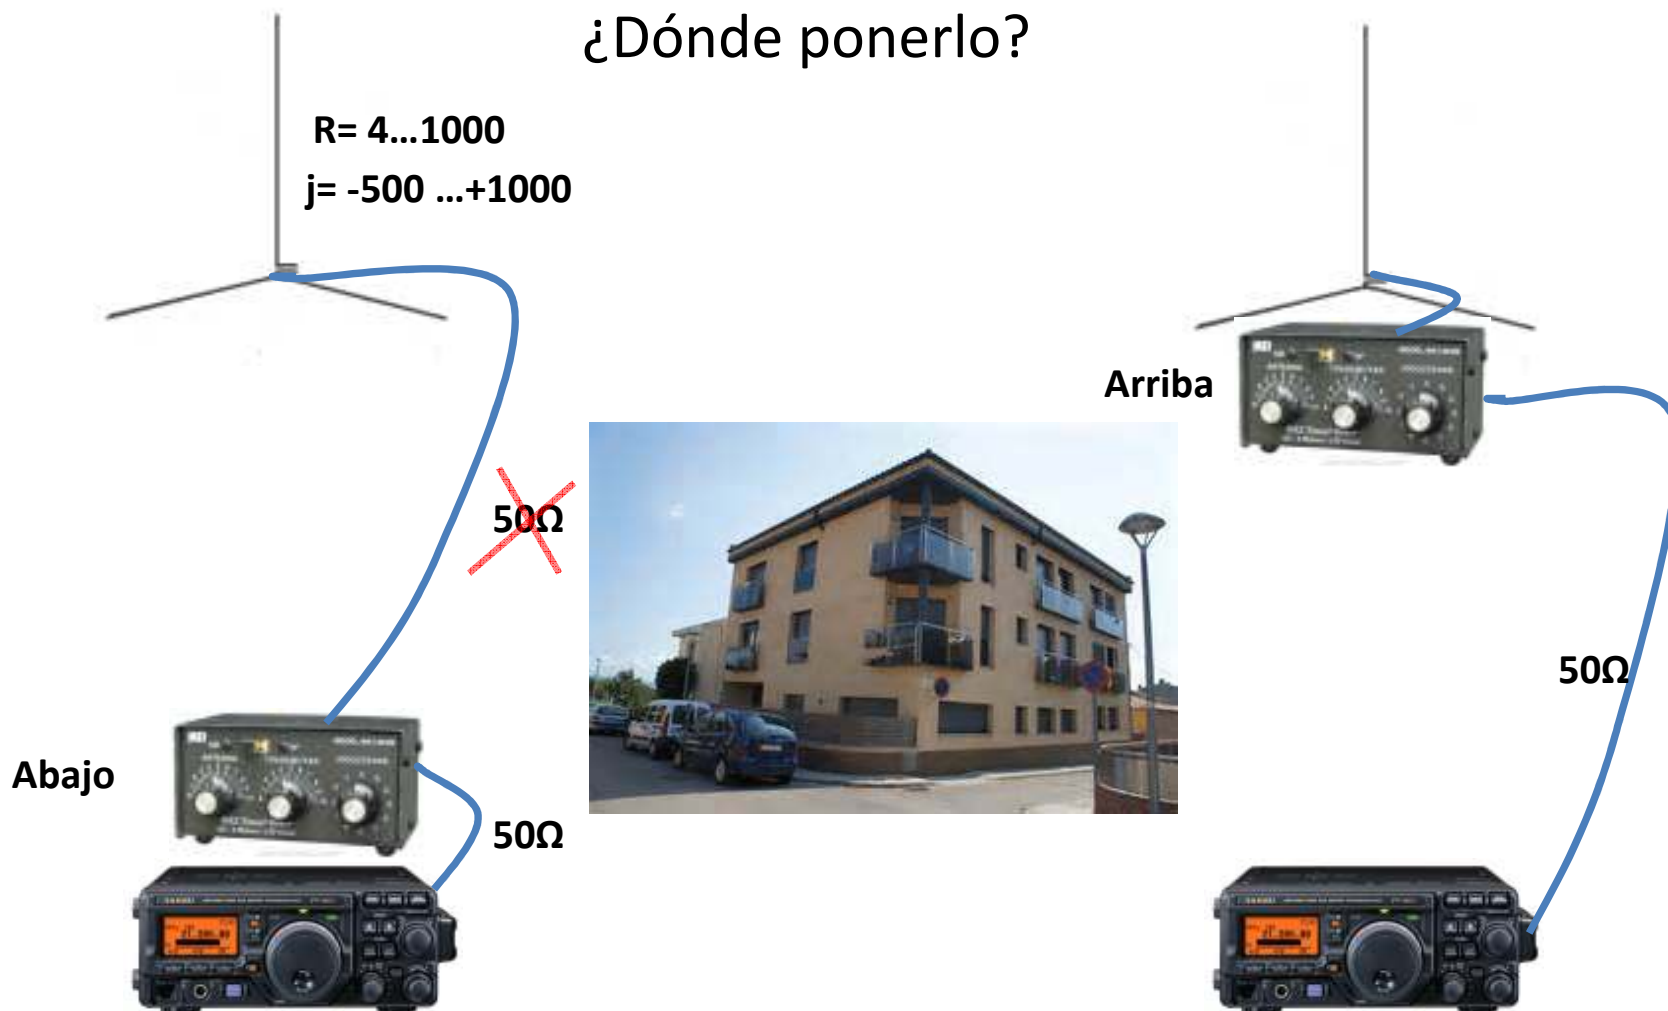 ¿Dónde ponerlo?
R= 4...1000
j= -500 ...+1000
Arriba
50Ω
50Ω
Abajo
50Ω